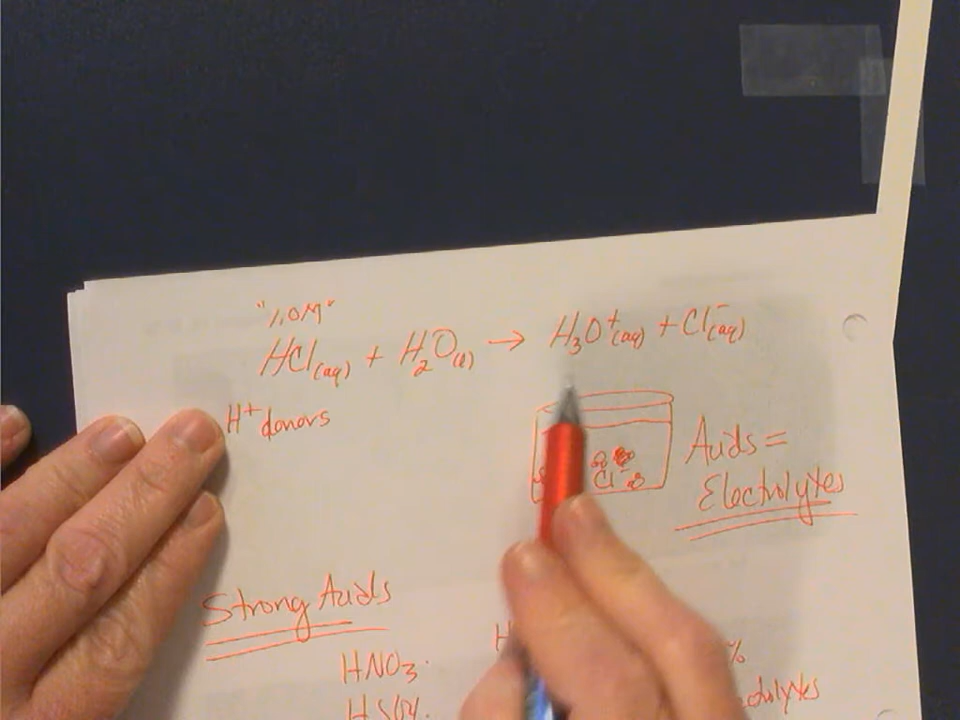 "1.0M"
HCl(aq) + H₂O(l) → H₃O⁺(aq) + Cl⁻(aq)
H⁺ donors
Cl⁻
Acids =
Electrolytes
Strong Acids
HNO₃
%